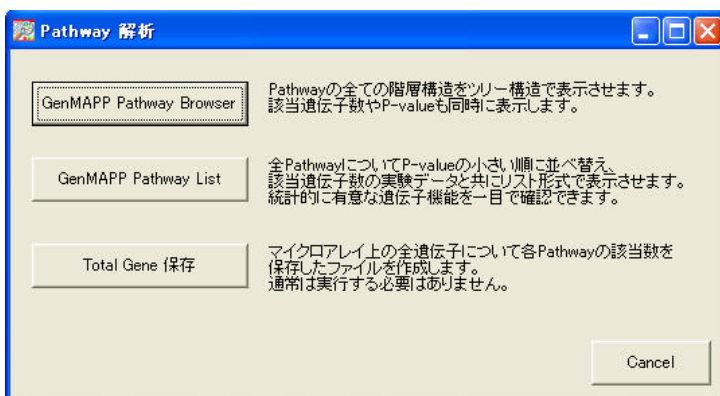 Pathway 解析
GenMAPP Pathway Browser
Pathwayの全ての階層構造をツリー構造で表示させます。
該当遺伝子数やP-valueも同時に表示します。
GenMAPP Pathway List
全PathwayについてP-valueの小さい順に並べ替え、
該当遺伝子数の実験データと共にリスト形式で表示させます。
統計的に有意な遺伝子機能を一目で確認できます。
Total Gene 保存
マイクロアレイ上の全遺伝子について各Pathwayの該当数を
保存したファイルを作成します。
通常は実行する必要はありません。
Cancel